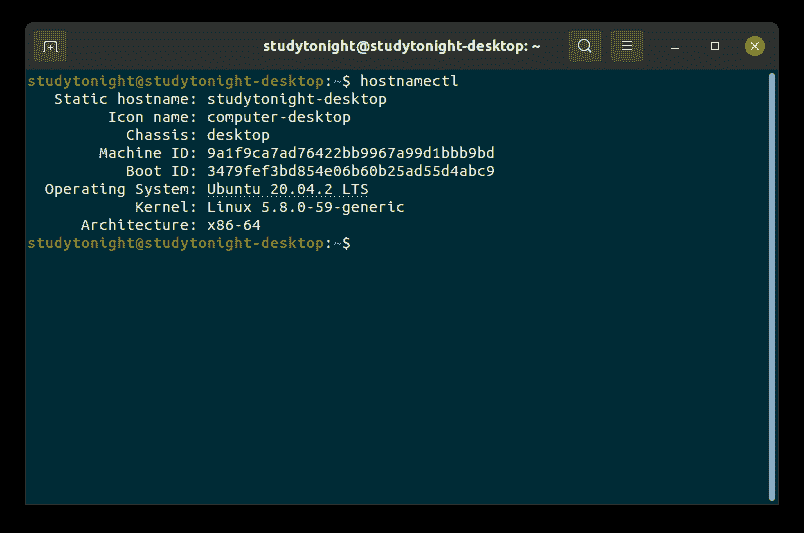 studytonight@studytonight-desktop: ~
studytonight@studytonight-desktop:~$ hostnamectl
Static hostname: studytonight-desktop
Icon name: computer-desktop
Chassis: desktop
Machine ID: 9a1f9ca7ad76422bb9967a99d1bbb9bd
Boot ID: 3479fef3bd854e06b60b25ad55d4abc9
Operating System: Ubuntu 20.04.2 LTS
Kernel: Linux 5.8.0-59-generic
Architecture: x86-64
studytonight@studytonight-desktop:~$